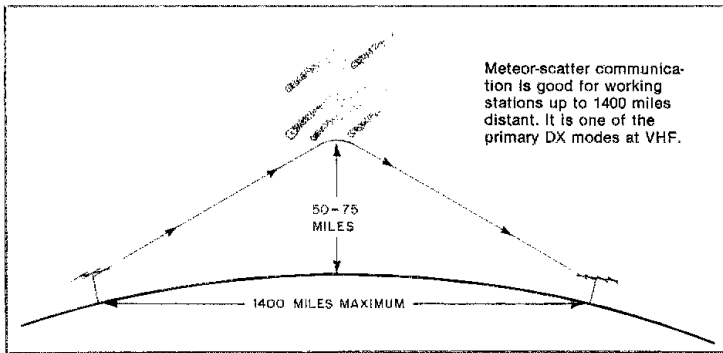 Meteor-scatter communica-
tion is good for working
stations up to 1400 miles
distant. It is one of the
primary DX modes at VHF.
50-75
MILES
1400 MILES MAXIMUM